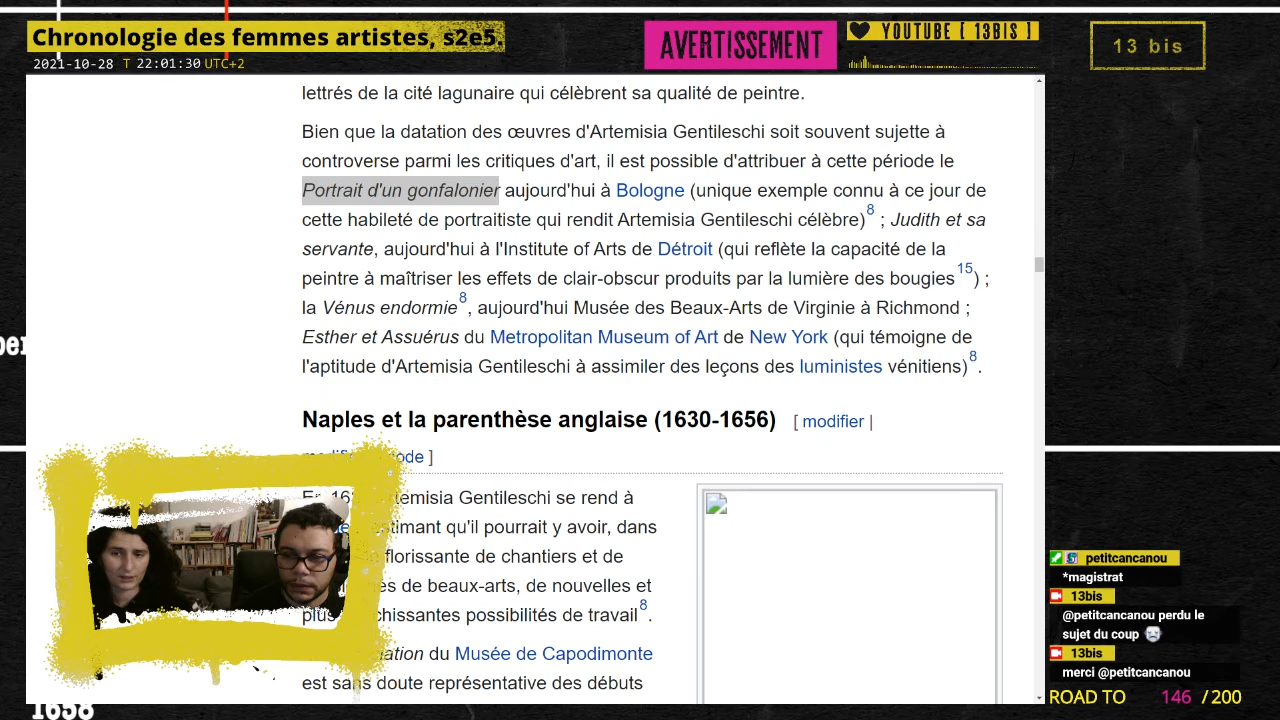 Chronologie des femmes artistes, s2e5
2021-10-28 T 22:01:30 UTC+2
AVERTISSEMENT
YOUTUBE [ 13BIS ]
13 bis
lettrés de la cité lagunaire qui célèbrent sa qualité de peintre.
Bien que la datation des œuvres d'Artemisia Gentileschi soit souvent sujette à
controverse parmi les critiques d'art, il est possible d'attribuer à cette période le
Portrait d'un gonfalonier aujourd'hui à Bologne (unique exemple connu à ce jour de
cette habileté de portraitiste qui rendit Artemisia Gentileschi célèbre)8 ; Judith et sa
servante, aujourd'hui à l'Institute of Arts de Détroit (qui reflète la capacité de la
peintre à maîtriser les effets de clair-obscur produits par la lumière des bougies15) ;
la Vénus endormie8, aujourd'hui Musée des Beaux-Arts de Virginie à Richmond ;
Esther et Assuérus du Metropolitan Museum of Art de New York (qui témoigne de
l'aptitude d'Artemisia Gentileschi à assimiler des leçons des luministes vénitiens)8.
Naples et la parenthèse anglaise (1630-1656) [ modifier |
ode ]
En 163 temisia Gentileschi se rend à
stimant qu'il pourrait y avoir, dans
florissante de chantiers et de
es de beaux-arts, de nouvelles et
plus chissantes possibilités de travail8.
ation du Musée de Capodimonte
est sans doute représentative des débuts
1658
petitcancanou
*magistrat
13bis
@petitcancanou perdu le
sujet du coup
13bis
merci @petitcancanou
ROAD TO 146 / 200